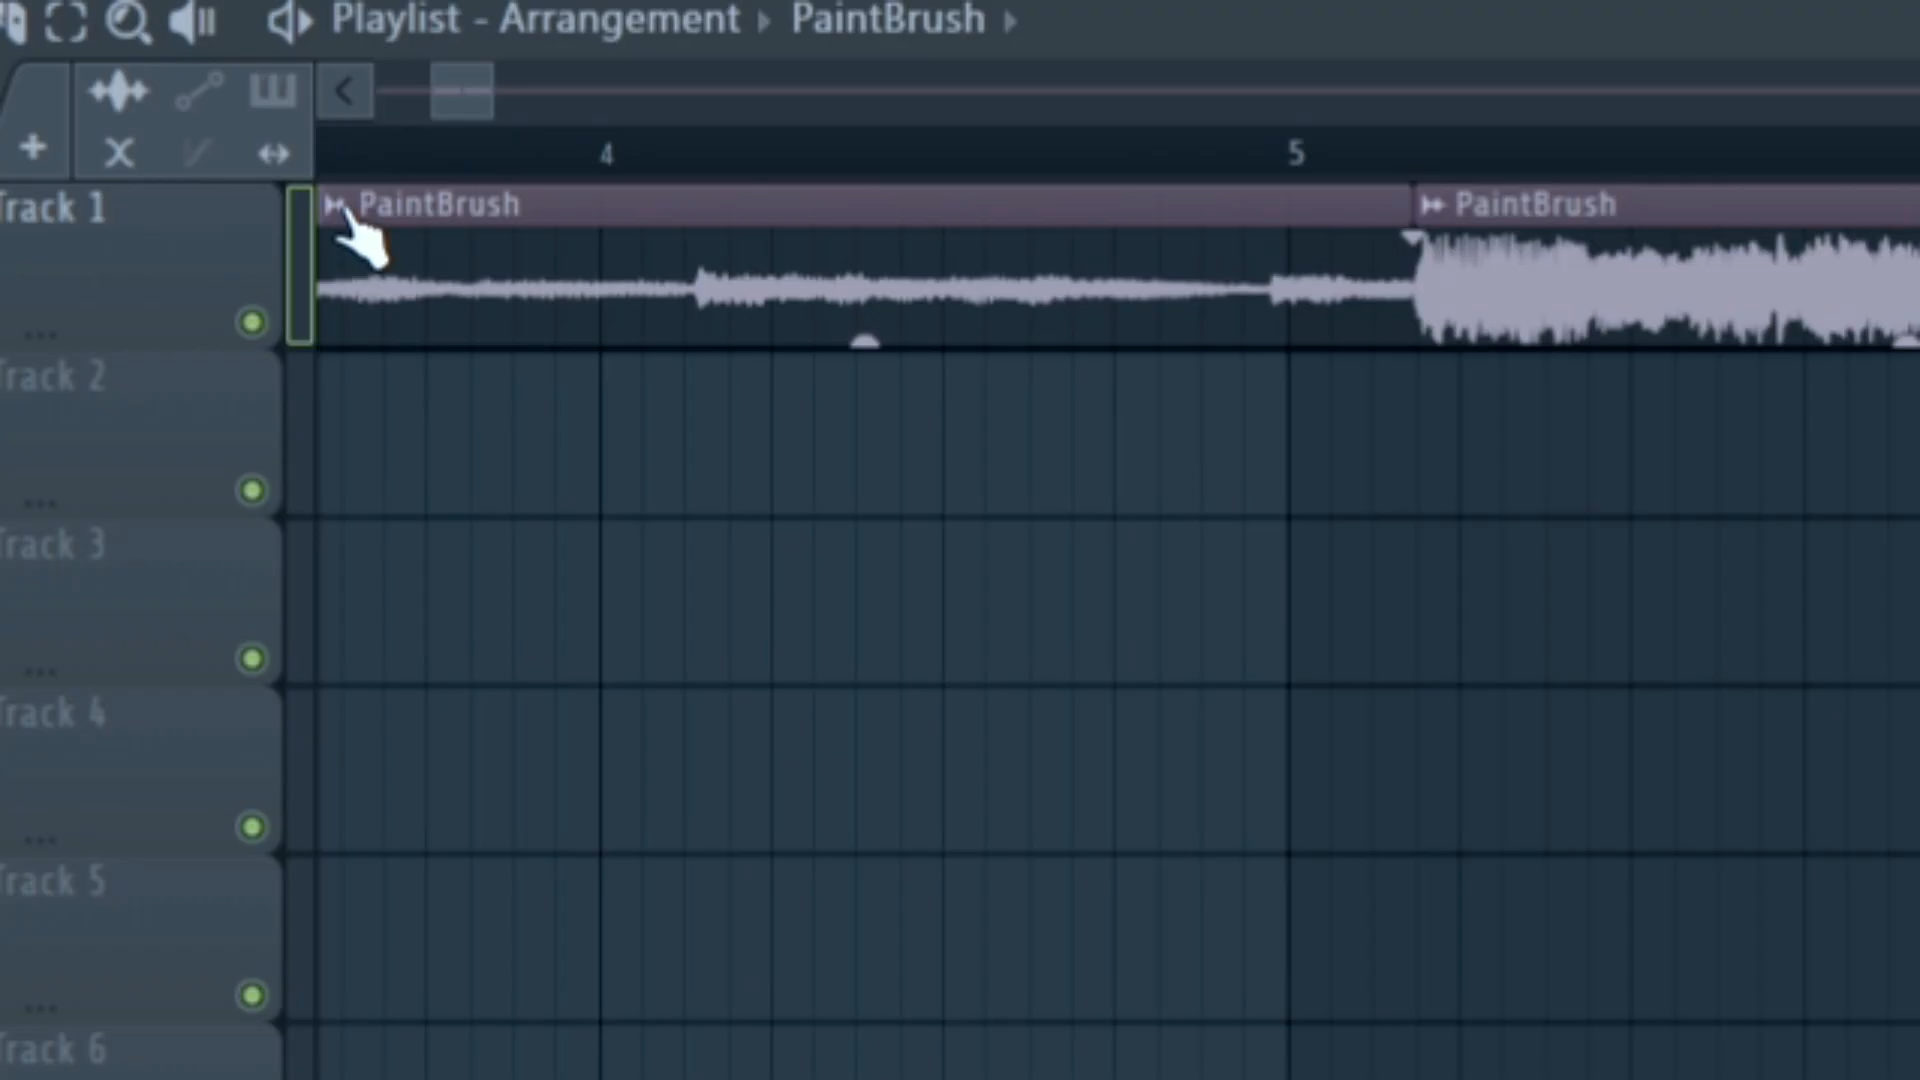 Playlist - Arrangement ▸ PaintBrush ▸
4 5
Track 1
PaintBrush PaintBrush
Track 2
Track 3
Track 4
Track 5
Track 6